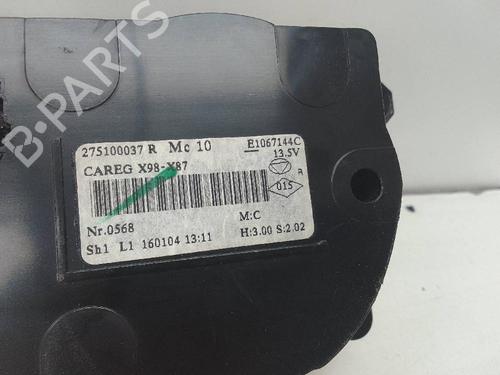 B-PARTS
275100037 R Mc 10 E1067144C
13.5V
CAREG X98-X87
R
015
Nr.0568 M:C
Sh1 L1 160104 13:11 H:3.00 S:2.02